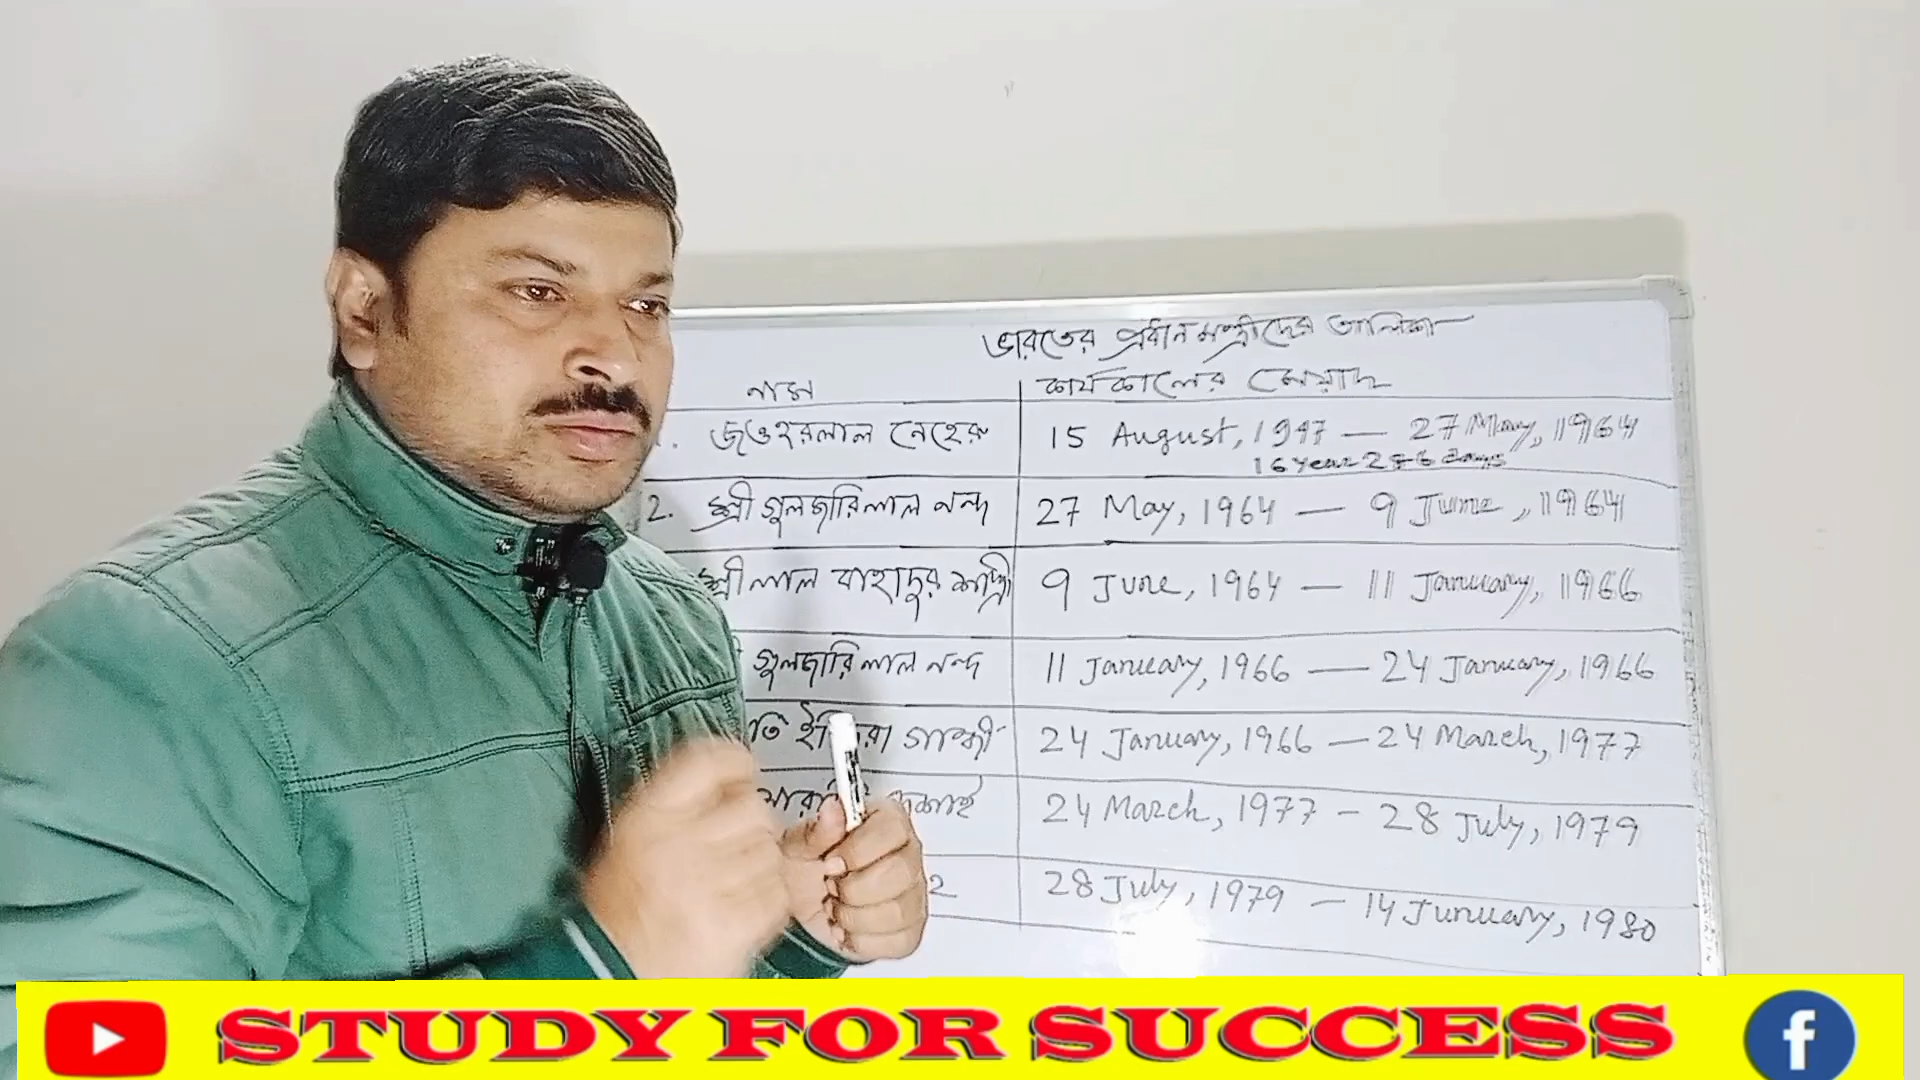 ভারতের প্রধান মন্ত্রীদের তালিকা
নাম কার্যকালের মেয়াদ
1. জওহরলাল নেহেরু 15 August, 1947 — 27 May, 1964
16 Year 286 days
2. শ্রী গুলজারিলাল নন্দ 27 May, 1964 — 9 June, 1964
শ্রী লাল বাহাদুর শাস্ত্রী 9 June, 1964 — 11 January, 1966
গুলজারিলাল নন্দ 11 January, 1966 — 24 January, 1966
তি গান্ধী 24 January, 1966 — 24 March, 1977
24 March, 1977 - 28 July, 1979
28 July, 1979 — 14 Junuary, 1980
STUDY FOR SUCCESS
f